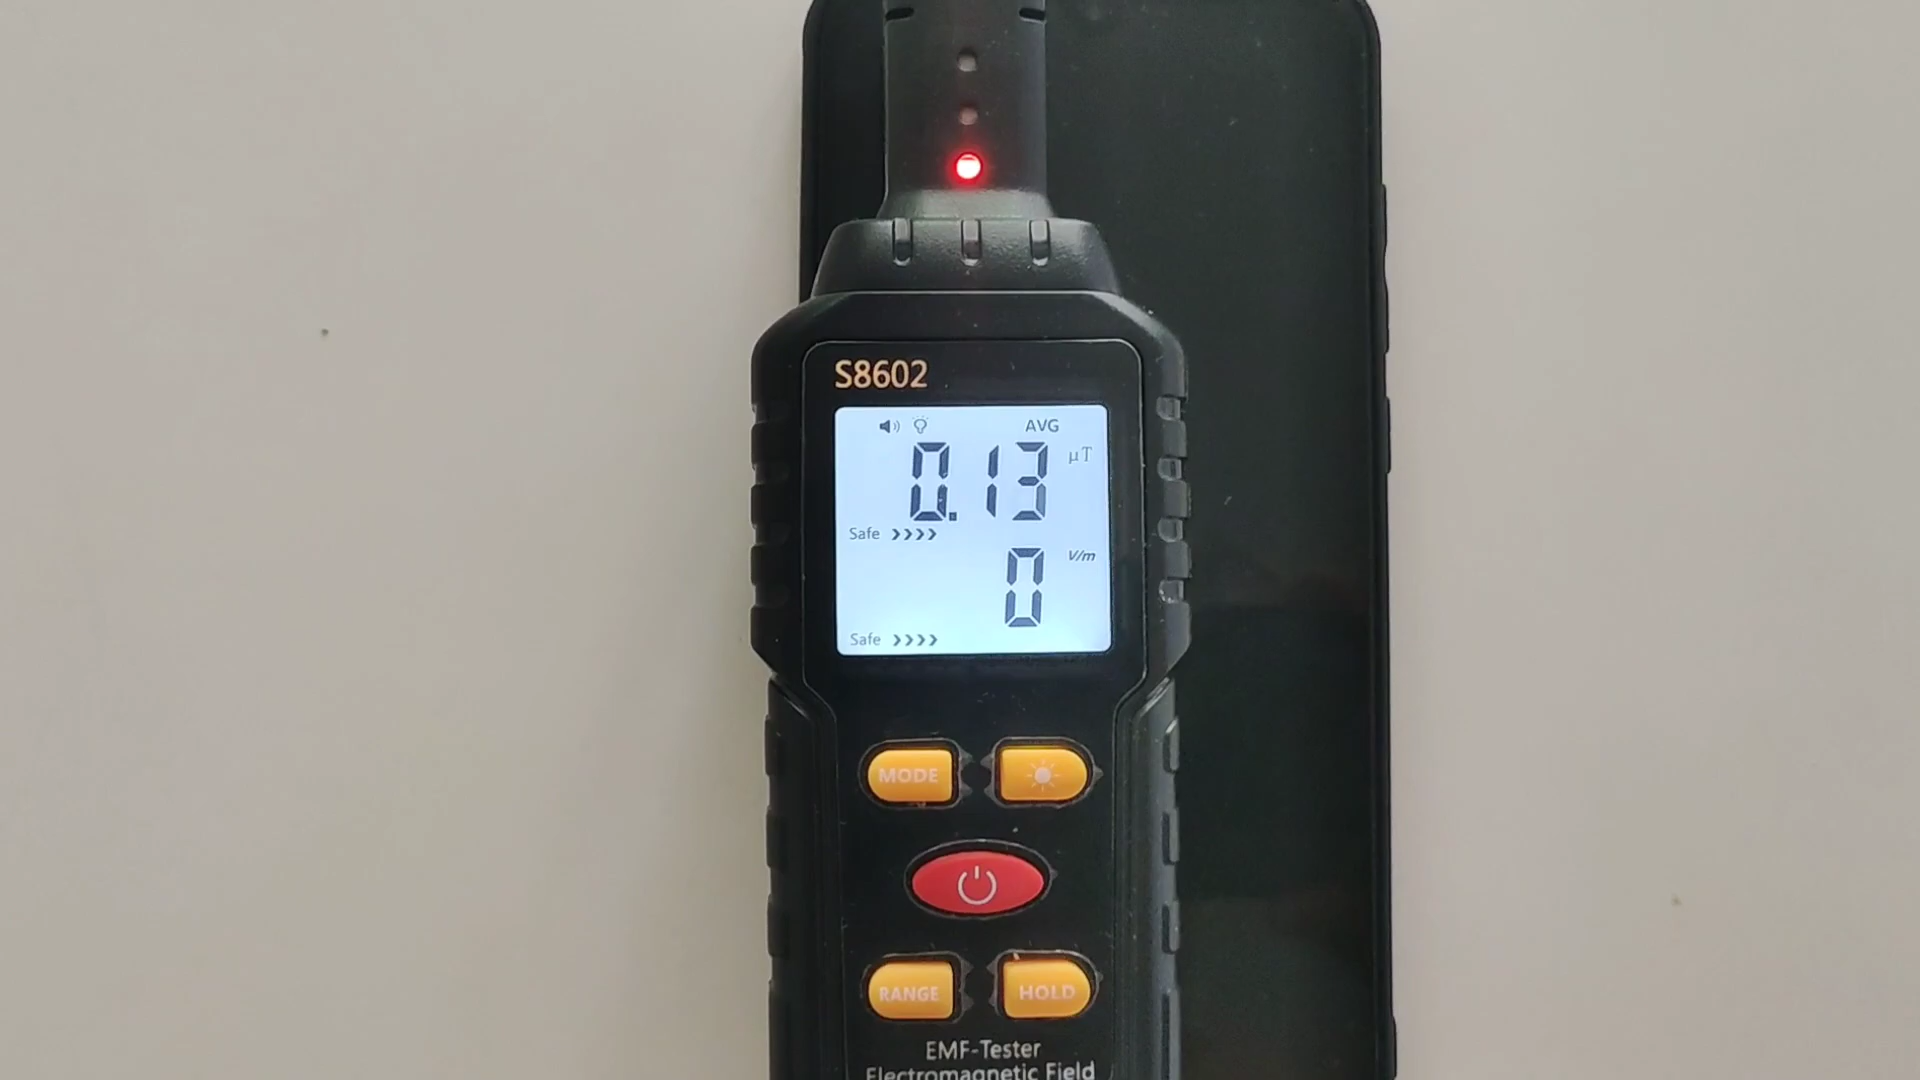 S8602
AVG
0.13 µT
Safe
0 V/m
Safe
MODE
RANGE HOLD
EMF-Tester
Electromagnetic Field